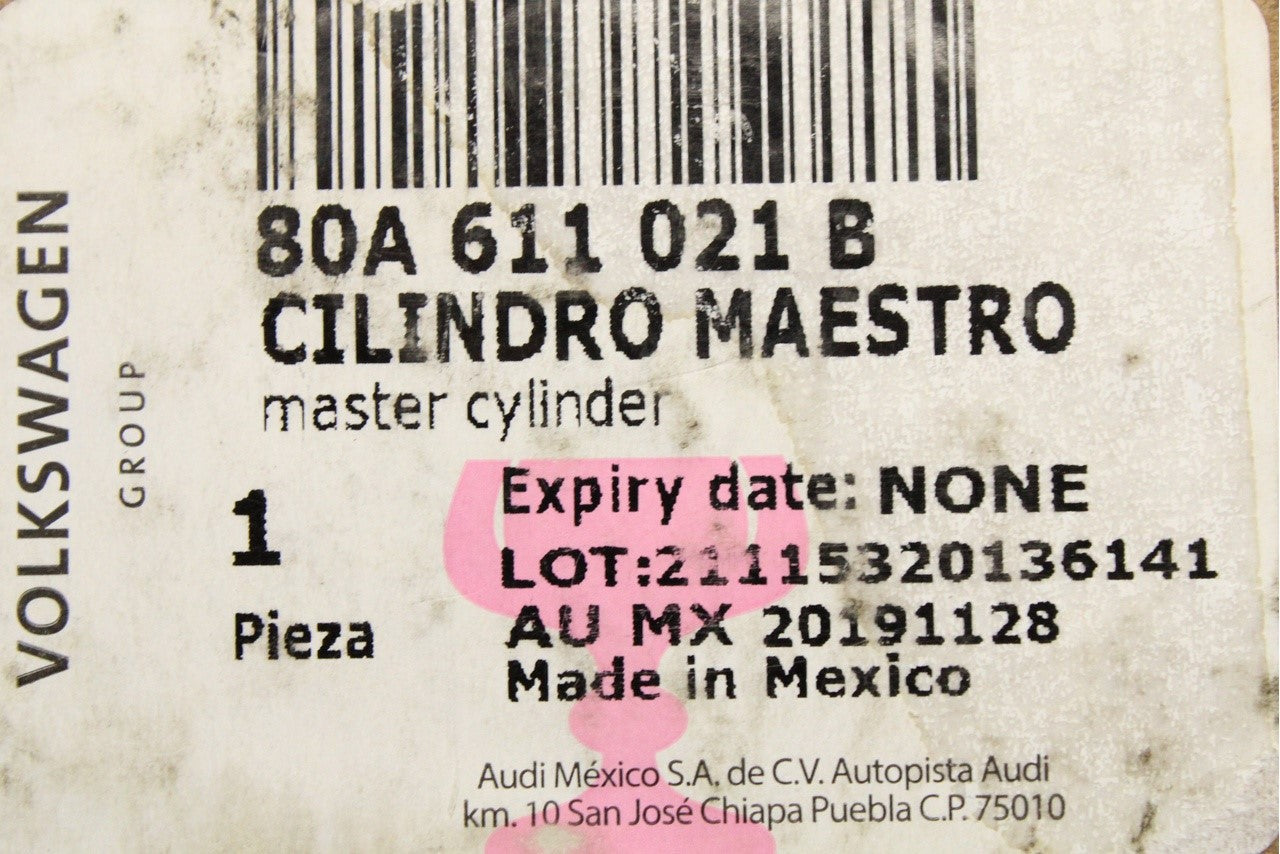 VOLKSWAGEN
GROUP
80A 611 021 B
CILINDRO MAESTRO
master cylinder
1
Pieza
Expiry date: NONE
LOT:21115320136141
AU MX 20191128
Made in Mexico
Audi México S.A. de C.V. Autopista Audi
km. 10 San José Chiapa Puebla C.P. 75010